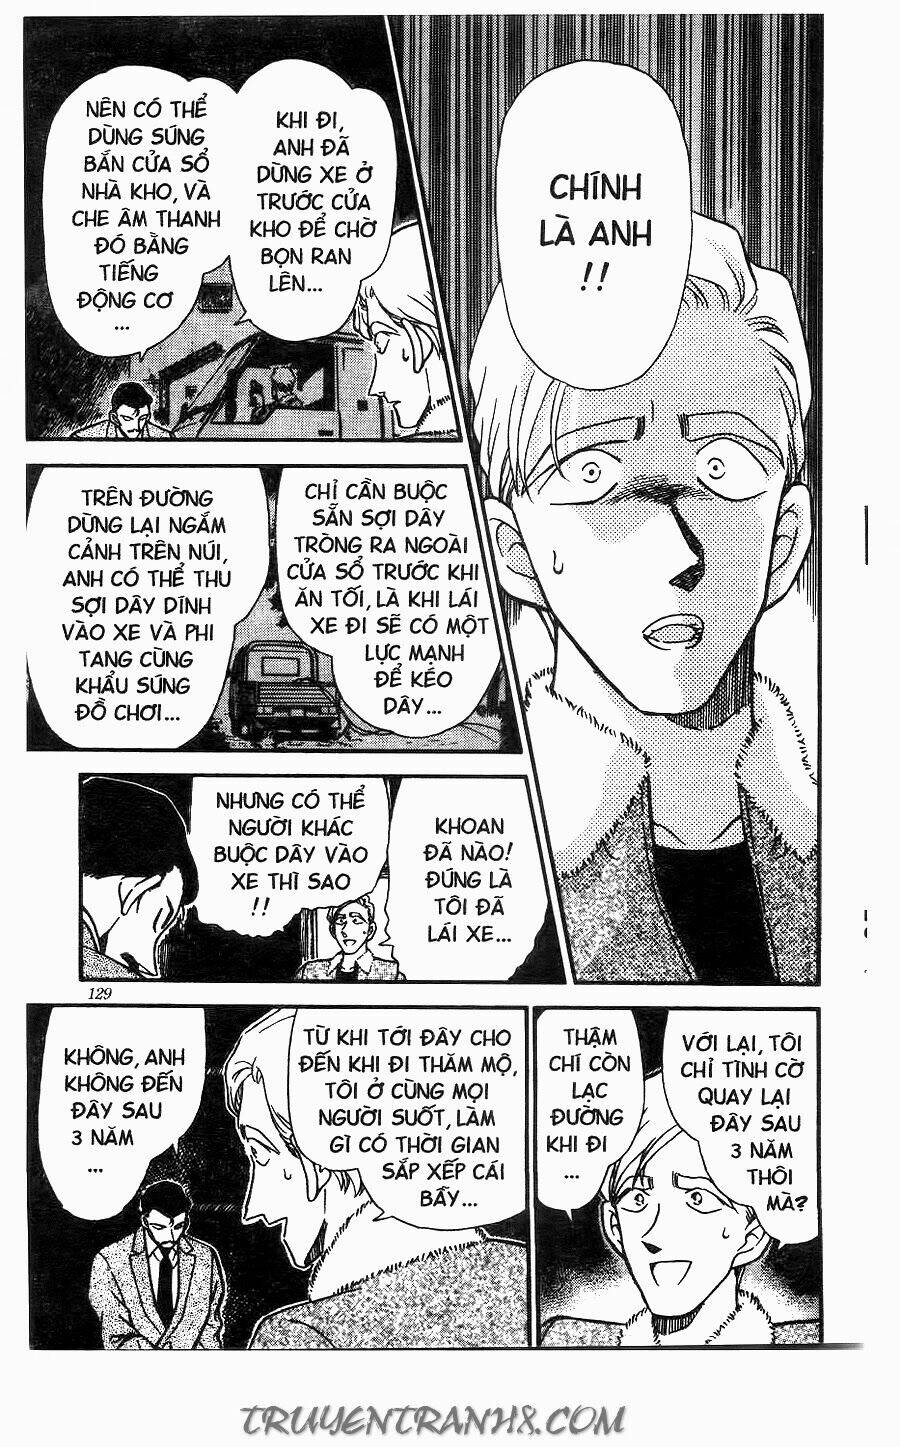 CHÍNH
LÀ ANH
!!
KHI ĐI,
ANH ĐÃ
DỪNG XE Ở
TRƯỚC CỬA
KHO ĐỂ CHỜ
BỌN RAN
LÊN...
NÊN CÓ THỂ
DÙNG SÚNG
BẮN CỬA SỔ
NHÀ KHO, VÀ
CHE ÂM THANH
ĐÓ BẰNG
TIẾNG
ĐỘNG CƠ
...
CHỈ CẦN BUỘC
SẴN SỢI DÂY
TRÒNG RA NGOÀI
CỬA SỔ TRƯỚC KHI
ĂN TỐI, LÀ KHI LÁI
XE ĐI SẼ CÓ MỘT
LỰC MẠNH
ĐỂ KÉO
DÂY...
TRÊN ĐƯỜNG
DỪNG LẠI NGẮM
CẢNH TRÊN NÚI,
ANH CÓ THỂ THU
SỢI DÂY DÍNH
VÀO XE VÀ PHI
TANG CÙNG
KHẨU SÚNG
ĐỒ CHƠI...
KHOAN
ĐÃ NÀO!
ĐÚNG LÀ
TÔI ĐÃ
LÁI XE...
NHƯNG CÓ THỂ
NGƯỜI KHÁC
BUỘC DÂY VÀO
XE THÌ SAO
!!
129
VỚI LẠI, TÔI
CHỈ TÌNH CỜ
QUAY LẠI
ĐÂY SAU
3 NĂM
THÔI
MÀ?
THẬM
CHÍ CÒN
LẠC
ĐƯỜNG
KHI ĐI
...
TỪ KHI TỚI ĐÂY CHO
ĐẾN KHI ĐI THĂM MỘ,
TÔI Ở CÙNG MỌI
NGƯỜI SUỐT, LÀM
GÌ CÓ THỜI GIAN
SẮP XẾP CÁI
BẪY...
KHÔNG, ANH
KHÔNG ĐẾN
ĐÂY SAU
3 NĂM
...
TRUYENTRANH8.COM